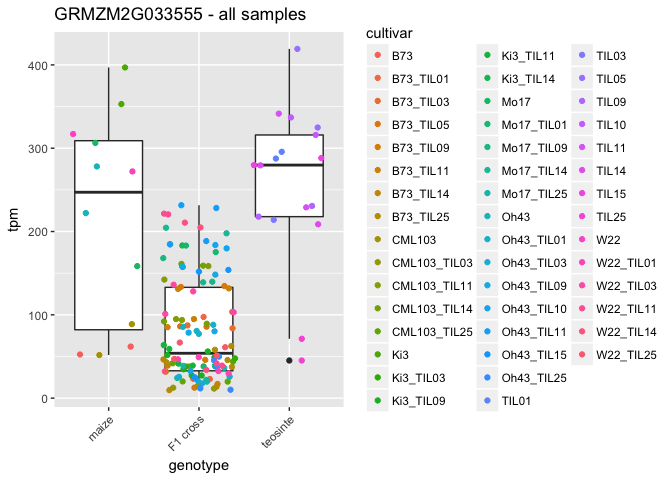 GRMZM2G033555 - all samples
tpm
400
300
200
100
0
maize
F1 cross
teosinte
genotype
cultivar
B73
B73_TIL01
B73_TIL03
B73_TIL05
B73_TIL09
B73_TIL11
B73_TIL14
B73_TIL25
CML103
CML103_TIL03
CML103_TIL11
CML103_TIL14
CML103_TIL25
Ki3
Ki3_TIL03
Ki3_TIL09
Ki3_TIL11
Ki3_TIL14
Mo17
Mo17_TIL01
Mo17_TIL09
Mo17_TIL14
Mo17_TIL25
Oh43
Oh43_TIL01
Oh43_TIL03
Oh43_TIL09
Oh43_TIL10
Oh43_TIL11
Oh43_TIL15
Oh43_TIL25
TIL01
TIL03
TIL05
TIL09
TIL10
TIL11
TIL14
TIL15
TIL25
W22
W22_TIL01
W22_TIL03
W22_TIL11
W22_TIL14
W22_TIL25